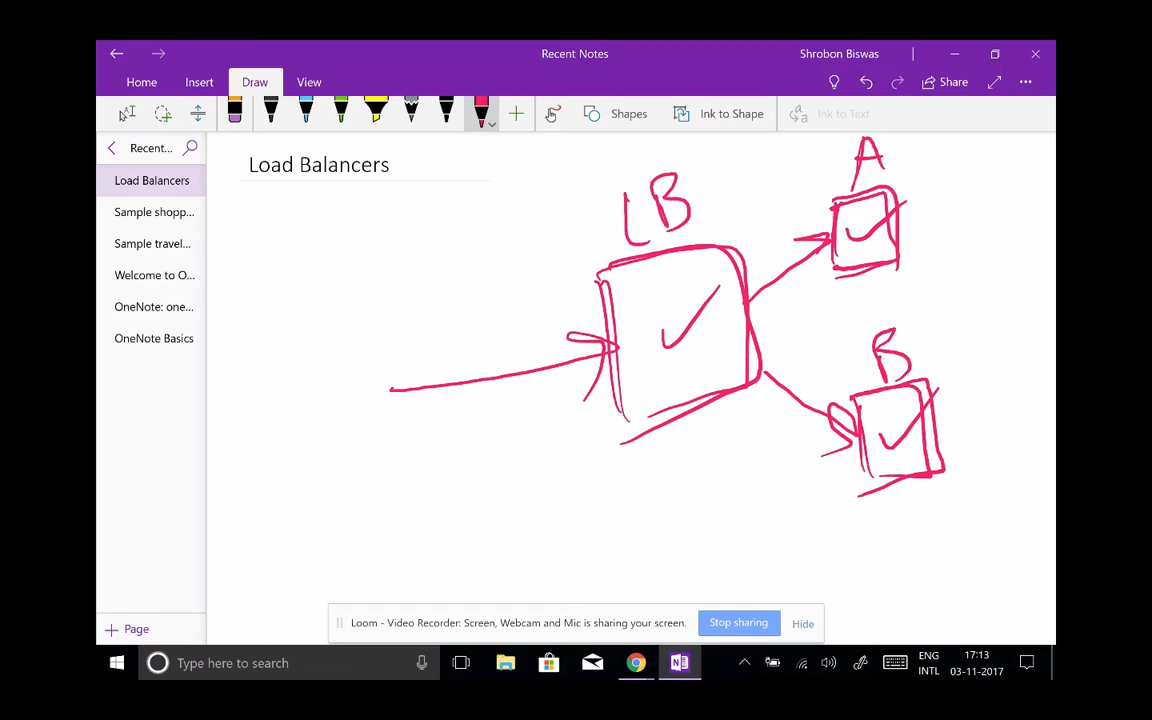 Recent Notes
Shrobon Biswas
Home Insert Draw View
Share
Shapes
Ink to Shape
Ink to Text
Recent...
Load Balancers
Sample shopp...
Sample travel...
Welcome to O...
OneNote: one...
OneNote Basics
Page
Load Balancers
LB
A
B
Loom - Video Recorder: Screen, Webcam and Mic is sharing your screen.
Stop sharing
Hide
Type here to search
ENG
INTL
17:13
03-11-2017